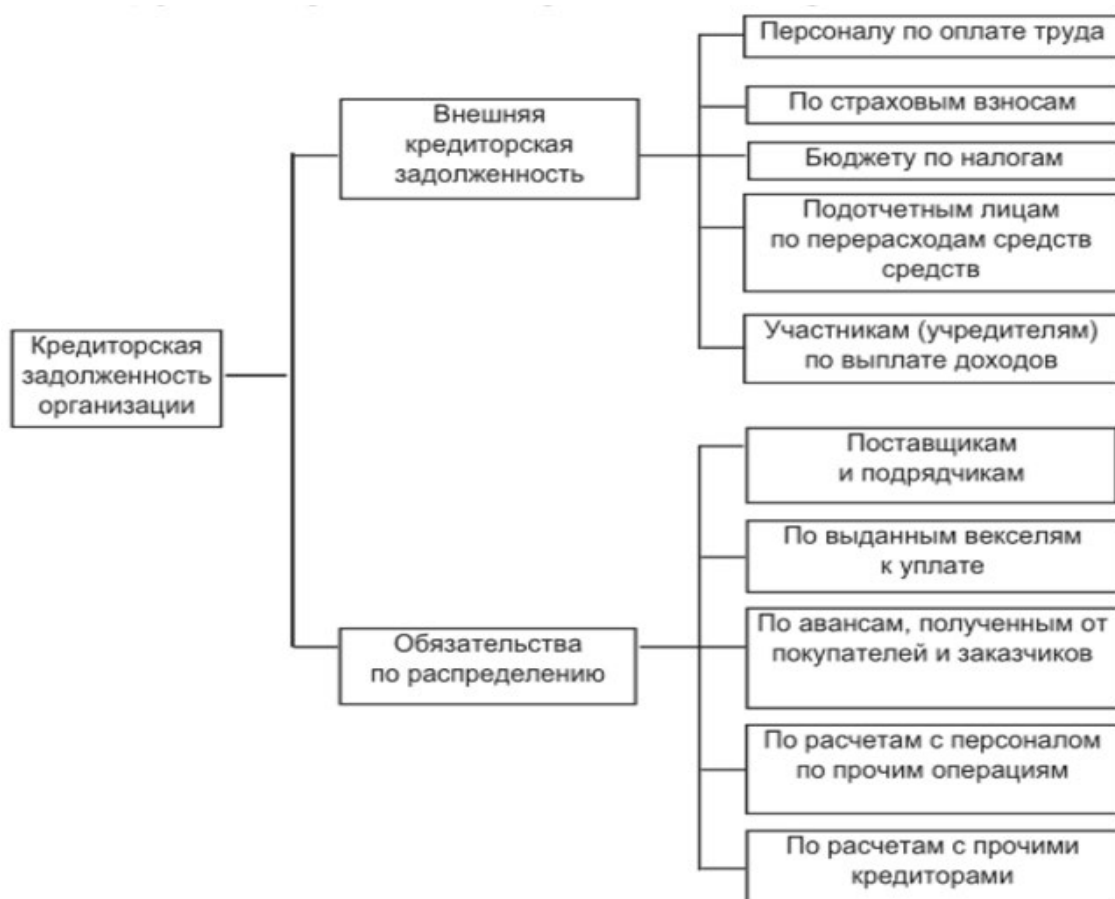 Кредиторская
задолженность
организации
Внешняя
кредиторская
задолженность
Персоналу по оплате труда
По страховым взносам
Бюджету по налогам
Подотчетным лицам
по перерасходам средств
средств
Участникам (учредителям)
по выплате доходов
Обязательства
по распределению
Поставщикам
и подрядчикам
По выданным векселям
к уплате
По авансам, полученным от
покупателей и заказчиков
По расчетам с персоналом
по прочим операциям
По расчетам с прочими
кредиторами